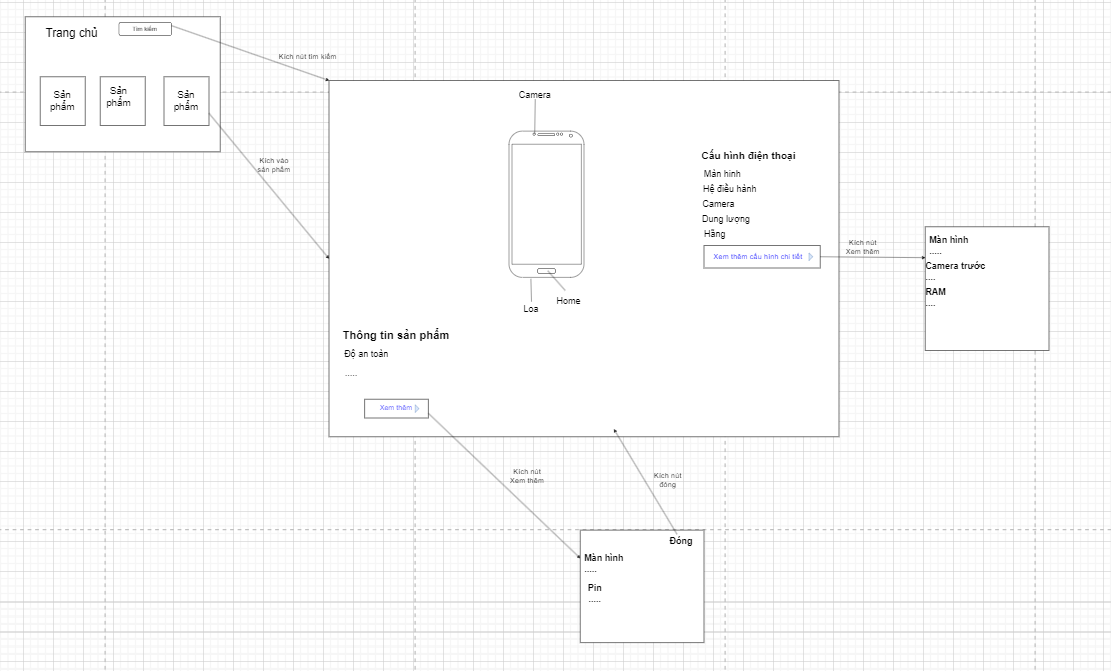 Trang chủ
Tìm kiếm
Sản
phẩm
Sản
phẩm
Sản
phẩm
Kích nút tìm kiếm
Kích vào
sản phẩm
Camera
Loa
Home
Cấu hình điện thoại
Màn hình
Hệ điều hành
Camera
Dung lượng
Hãng
Xem thêm cấu hình chi tiết
Kích nút
Xem thêm
Màn hình
.....
Camera trước
....
RAM
....
Thông tin sản phẩm
Độ an toàn
.....
Xem thêm
Kích nút
Xem thêm
Kích nút
đóng
Đóng
Màn hình
.....
Pin
.....